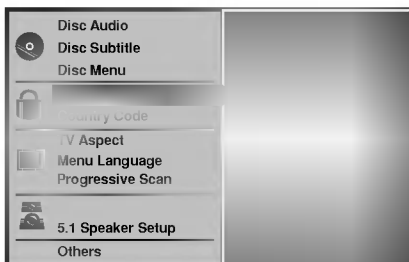 Disc Audio
Disc Subtitle
Disc Menu
Country Code
TV Aspect
Menu Language
Progressive Scan
5.1 Speaker Setup
Others